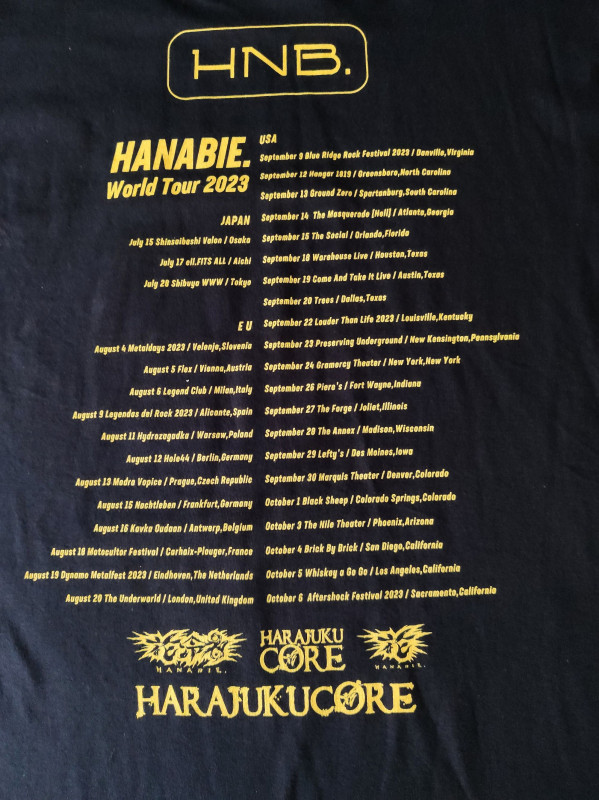 HNB.
HANABIE.
World Tour 2023
JAPAN
July 15 Shinsaibashi Valon / Osaka
July 17 ell.FITS ALL / Aichi
July 20 Shibuya WWW / Tokyo
EU
August 4 Metaldays 2023 / Velenje,Slovenia
August 5 Flex / Vienna,Austria
August 6 Legend Club / Milan,Italy
August 9 Leyendas del Rock 2023 / Alicante,Spain
August 11 Hydrozagadka / Warsaw,Poland
August 12 Hole44 / Berlin,Germany
August 13 Modra Vopice / Prague,Czech Republic
August 15 Nachtleben / Frankfurt,Germany
August 16 Kavka Oudaan / Antwerp,Belgium
August 18 Motocultor Festival / Carhaix-Plouger,France
August 19 Dynamo Metalfest 2023 / Eindhoven,The Netherlands
August 20 The Underworld / London,United Kingdom
USA
September 9 Blue Ridge Rock Festival 2023 / Danville,Virginia
September 12 Hangar 1819 / Greensboro,North Carolina
September 13 Ground Zero / Spartanburg,South Carolina
September 14 The Masquerade [Hell] / Atlanta,Georgia
September 15 The Social / Orlando,Florida
September 18 Warehouse Live / Houston,Texas
September 19 Come And Take It Live / Austin,Texas
September 20 Trees / Dallas,Texas
September 22 Louder Than Life 2023 / Louisville,Kentucky
September 23 Preserving Underground / New Kensington,Pennsylvania
September 24 Gramercy Theater / New York,New York
September 26 Piere's / Fort Wayne,Indiana
September 27 The Forge / Joliet,Illinois
September 28 The Annex / Madison,Wisconsin
September 29 Lefty's / Des Moines,Iowa
September 30 Marquis Theater / Denver,Colorado
October 1 Black Sheep / Colorado Springs,Colorado
October 3 The Nile Theater / Phoenix,Arizona
October 4 Brick By Brick / San Diego,California
October 5 Whiskey a Go Go / Los Angeles,California
October 6 Aftershock Festival 2023 / Sacramento,California
HANABIE.
HARAJUKU
CORE
HANABIE.
HARAJUKUCORE